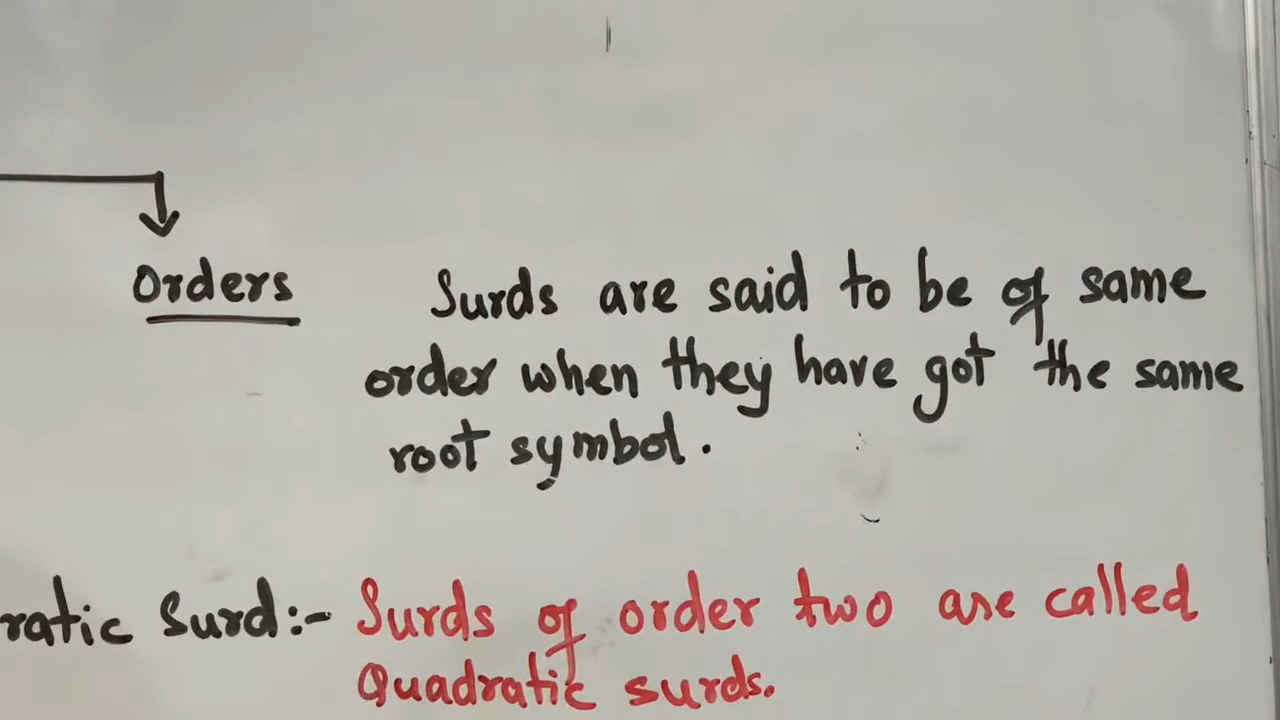 Orders
Surds are said to be of same
order when they have got the same
root symbol.
ratic Surd:- Surds of order two are called
Quadratic surds.